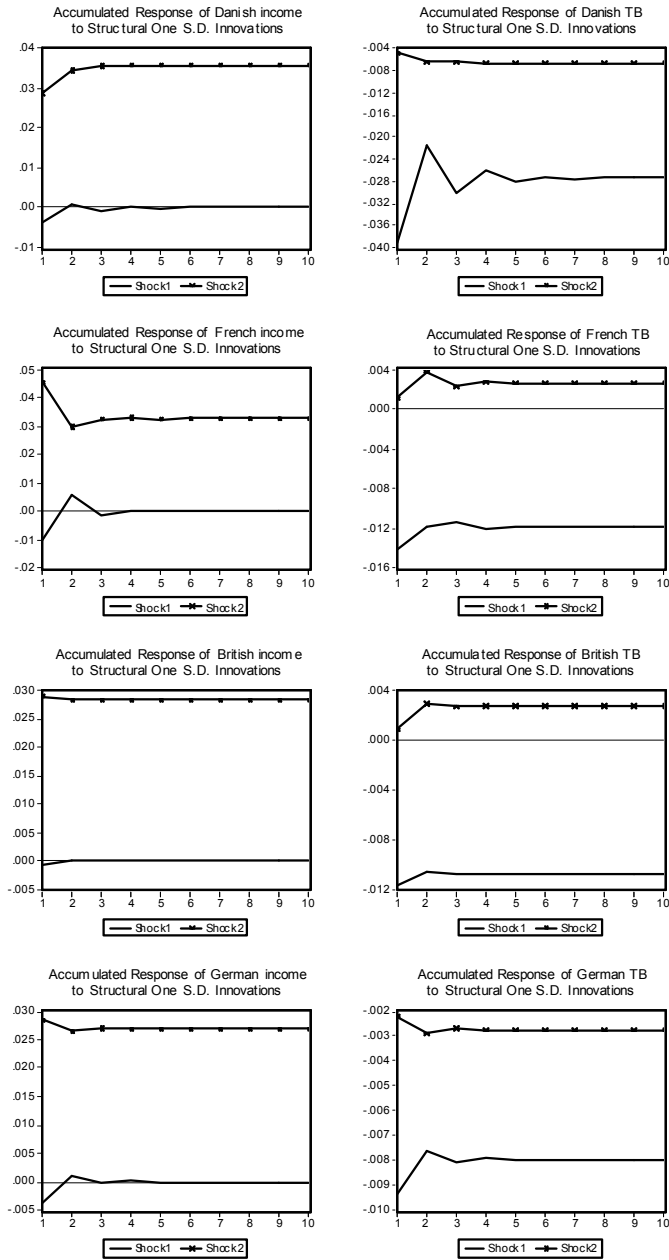 Accumulated Response of Danish income
to Structural One S.D. Innovations
.04
.03
.02
.01
.00
-.01
1 2 3 4 5 6 7 8 9 10
Shock1 Shock2
Accumulated Response of Danish TB
to Structural One S.D. Innovations
-.004
-.008
-.012
-.016
-.020
-.024
-.028
-.032
-.036
-.040
1 2 3 4 5 6 7 8 9 10
Shock1 Shock2
Accumulated Response of French income
to Structural One S.D. Innovations
.05
.04
.03
.02
.01
.00
-.01
-.02
1 2 3 4 5 6 7 8 9 10
Shock1 Shock2
Accumulated Response of French TB
to Structural One S.D. Innovations
.004
.000
-.004
-.008
-.012
-.016
1 2 3 4 5 6 7 8 9 10
Shock1 Shock2
Accumulated Response of British income
to Structural One S.D. Innovations
.030
.025
.020
.015
.010
.005
.000
-.005
1 2 3 4 5 6 7 8 9 10
Shock1 Shock2
Accumulated Response of British TB
to Structural One S.D. Innovations
.004
.000
-.004
-.008
-.012
1 2 3 4 5 6 7 8 9 10
Shock1 Shock2
Accumulated Response of German income
to Structural One S.D. Innovations
.030
.025
.020
.015
.010
.005
.000
-.005
1 2 3 4 5 6 7 8 9 10
Shock1 Shock2
Accumulated Response of German TB
to Structural One S.D. Innovations
-.002
-.003
-.004
-.005
-.006
-.007
-.008
-.009
-.010
1 2 3 4 5 6 7 8 9 10
Shock1 Shock2